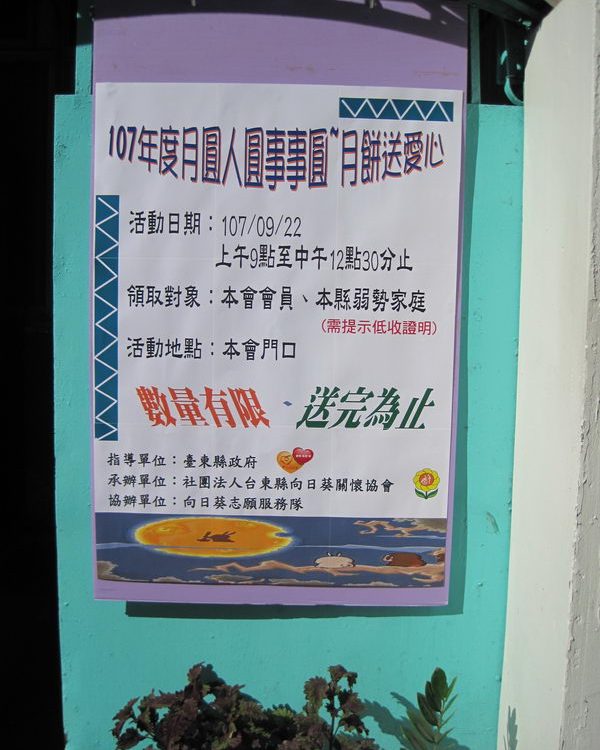 107年度月圓人圓事事圓~月餅送愛心
活動日期：107/09/22
上午9點至中午12點30分止
領取對象：本會會員、本縣弱勢家庭
(需提示低收證明)
活動地點：本會門口
數量有限、送完為止
指導單位：臺東縣政府
承辦單位：社團法人台東縣向日葵關懷協會
協辦單位：向日葵志願服務隊